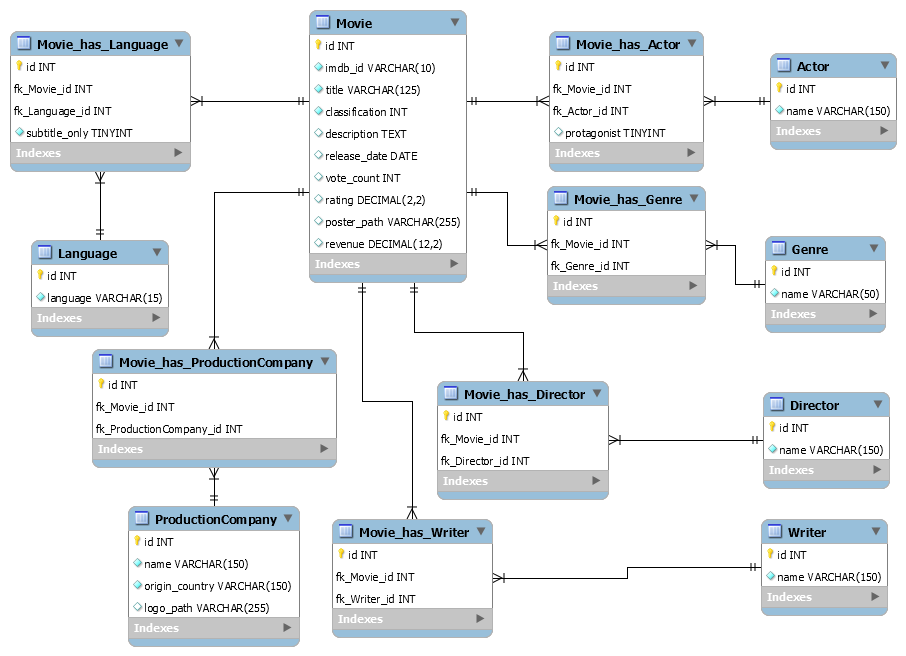 Movie_has_Language
id INT
fk_Movie_id INT
fk_Language_id INT
subtitle_only TINYINT
Indexes
Movie
id INT
imdb_id VARCHAR(10)
title VARCHAR(125)
classification INT
description TEXT
release_date DATE
vote_count INT
rating DECIMAL(2,2)
poster_path VARCHAR(255)
revenue DECIMAL(12,2)
Indexes
Movie_has_Actor
id INT
fk_Movie_id INT
fk_Actor_id INT
protagonist TINYINT
Indexes
Actor
id INT
name VARCHAR(150)
Indexes
Language
id INT
language VARCHAR(15)
Indexes
Movie_has_Genre
id INT
fk_Movie_id INT
fk_Genre_id INT
Indexes
Genre
id INT
name VARCHAR(50)
Indexes
Movie_has_ProductionCompany
id INT
fk_Movie_id INT
fk_ProductionCompany_id INT
Indexes
Movie_has_Director
id INT
fk_Movie_id INT
fk_Director_id INT
Indexes
Director
id INT
name VARCHAR(150)
Indexes
ProductionCompany
id INT
name VARCHAR(150)
origin_country VARCHAR(150)
logo_path VARCHAR(255)
Indexes
Movie_has_Writer
id INT
fk_Movie_id INT
fk_Writer_id INT
Indexes
Writer
id INT
name VARCHAR(150)
Indexes